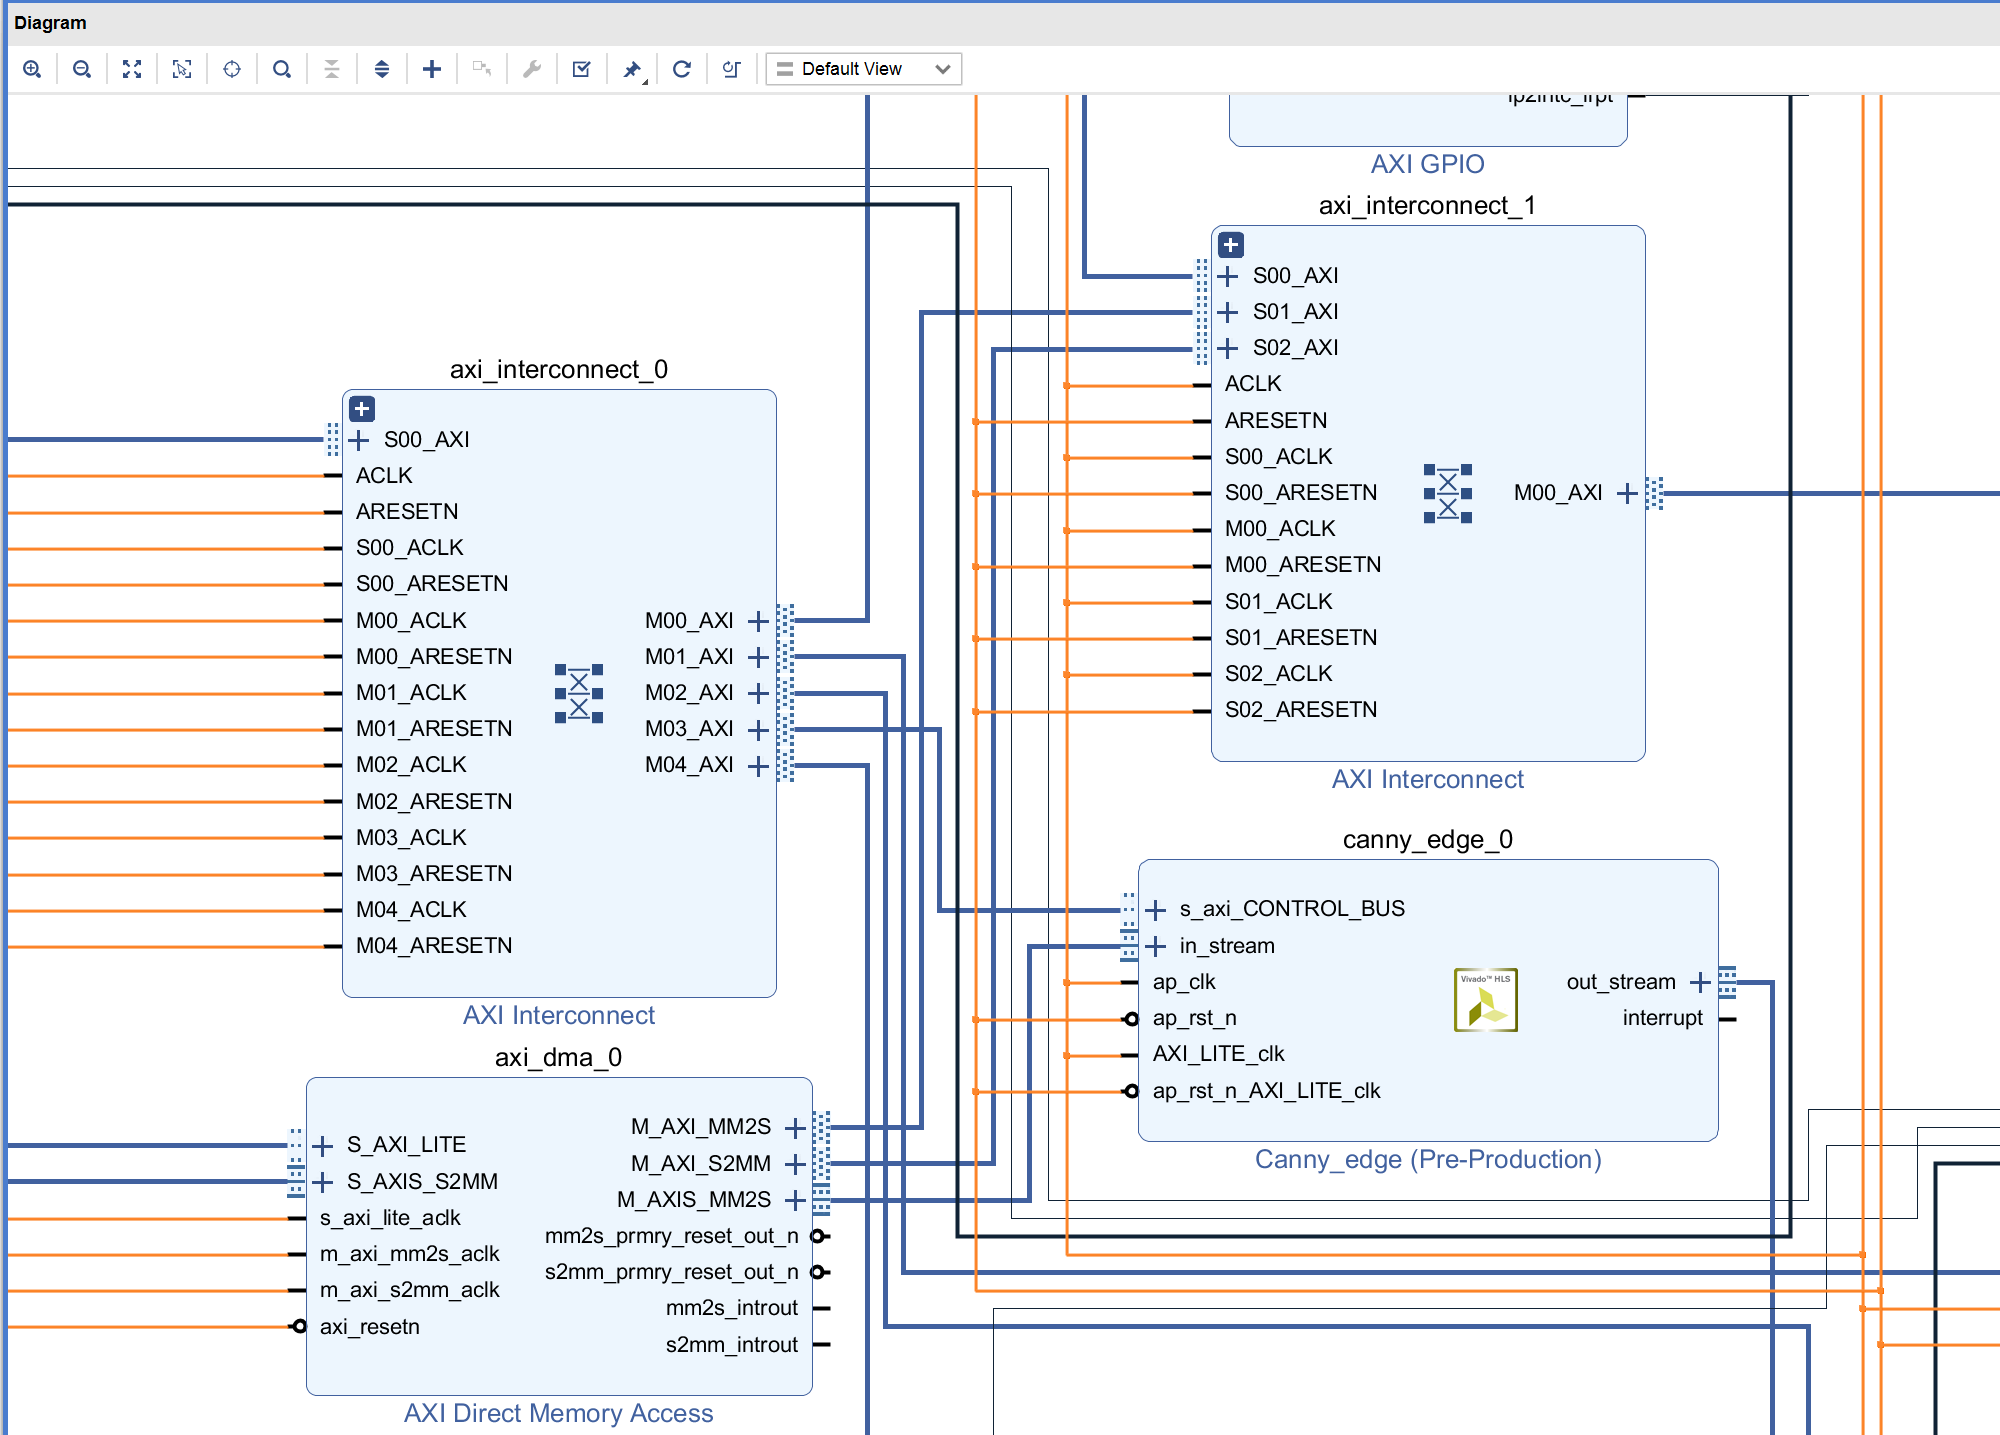 Diagram
Default View
ip2intc_irpt
AXI GPIO
axi_interconnect_1
S00_AXI
S01_AXI
S02_AXI
ACLK
ARESETN
S00_ACLK
S00_ARESETN
M00_ACLK
M00_ARESETN
S01_ACLK
S01_ARESETN
S02_ACLK
S02_ARESETN
M00_AXI
AXI Interconnect
axi_interconnect_0
S00_AXI
ACLK
ARESETN
S00_ACLK
S00_ARESETN
M00_ACLK
M00_ARESETN
M01_ACLK
M01_ARESETN
M02_ACLK
M02_ARESETN
M03_ACLK
M03_ARESETN
M04_ACLK
M04_ARESETN
M00_AXI
M01_AXI
M02_AXI
M03_AXI
M04_AXI
AXI Interconnect
canny_edge_0
s_axi_CONTROL_BUS
in_stream
ap_clk
ap_rst_n
AXI_LITE_clk
ap_rst_n_AXI_LITE_clk
Vivado™ HLS
out_stream
interrupt
Canny_edge (Pre-Production)
axi_dma_0
S_AXI_LITE
S_AXIS_S2MM
s_axi_lite_aclk
m_axi_mm2s_aclk
m_axi_s2mm_aclk
axi_resetn
M_AXI_MM2S
M_AXI_S2MM
M_AXIS_MM2S
mm2s_prmry_reset_out_n
s2mm_prmry_reset_out_n
mm2s_introut
s2mm_introut
AXI Direct Memory Access